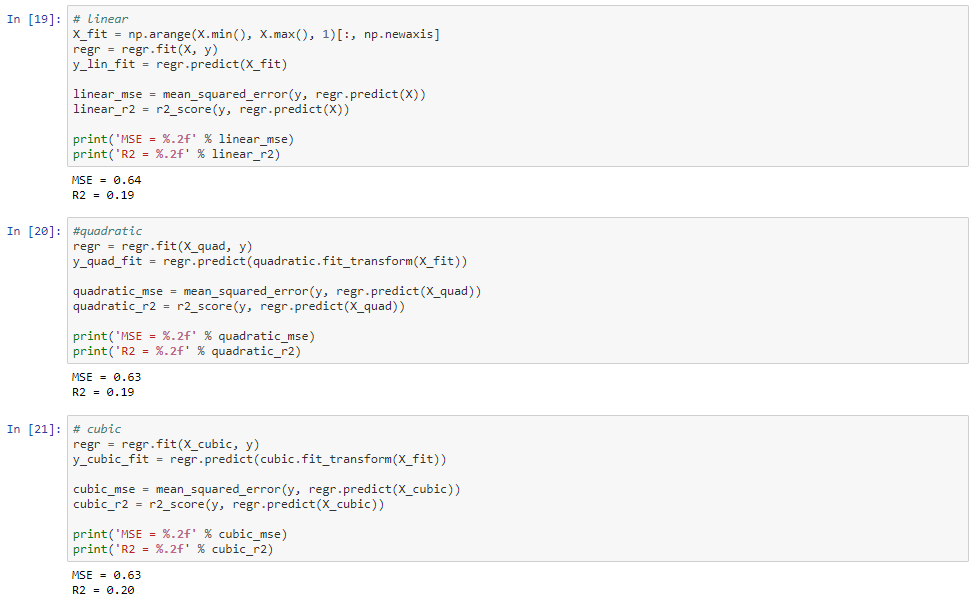 In [19]: # linear
X_fit = np.arange(X.min(), X.max(), 1)[:, np.newaxis]
regr = regr.fit(X, y)
y_lin_fit = regr.predict(X_fit)
linear_mse = mean_squared_error(y, regr.predict(X))
linear_r2 = r2_score(y, regr.predict(X))
print('MSE = %.2f' % linear_mse)
print('R2 = %.2f' % linear_r2)
MSE = 0.64
R2 = 0.19
In [20]: #quadratic
regr = regr.fit(X_quad, y)
y_quad_fit = regr.predict(quadratic.fit_transform(X_fit))
quadratic_mse = mean_squared_error(y, regr.predict(X_quad))
quadratic_r2 = r2_score(y, regr.predict(X_quad))
print('MSE = %.2f' % quadratic_mse)
print('R2 = %.2f' % quadratic_r2)
MSE = 0.63
R2 = 0.19
In [21]: # cubic
regr = regr.fit(X_cubic, y)
y_cubic_fit = regr.predict(cubic.fit_transform(X_fit))
cubic_mse = mean_squared_error(y, regr.predict(X_cubic))
cubic_r2 = r2_score(y, regr.predict(X_cubic))
print('MSE = %.2f' % cubic_mse)
print('R2 = %.2f' % cubic_r2)
MSE = 0.63
R2 = 0.20